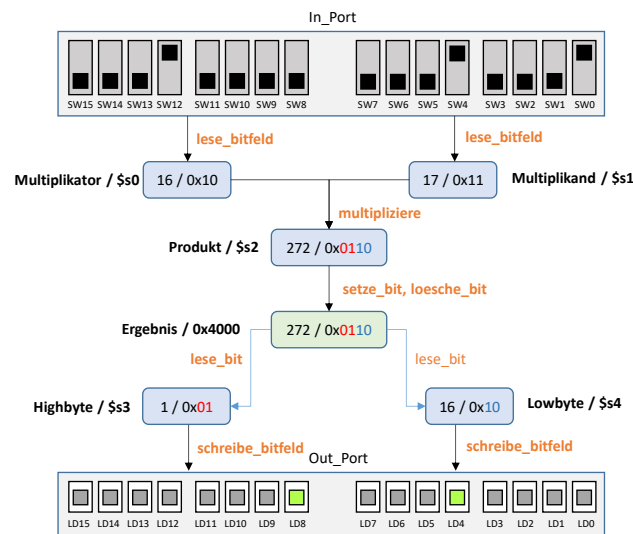 In_Port
SW15 SW14 SW13 SW12 SW11 SW10 SW9 SW8 SW7 SW6 SW5 SW4 SW3 SW2 SW1 SW0
lese_bitfeld lese_bitfeld
Multiplikator / $s0 16 / 0x10 17 / 0x11 Multiplikand / $s1
multipliziere
Produkt / $s2 272 / 0x0110
setze_bit, loesche_bit
Ergebnis / 0x4000 272 / 0x0110
lese_bit lese_bit
Highbyte / $s3 1 / 0x01 16 / 0x10 Lowbyte / $s4
schreibe_bitfeld schreibe_bitfeld
Out_Port
LD15 LD14 LD13 LD12 LD11 LD10 LD9 LD8 LD7 LD6 LD5 LD4 LD3 LD2 LD1 LD0